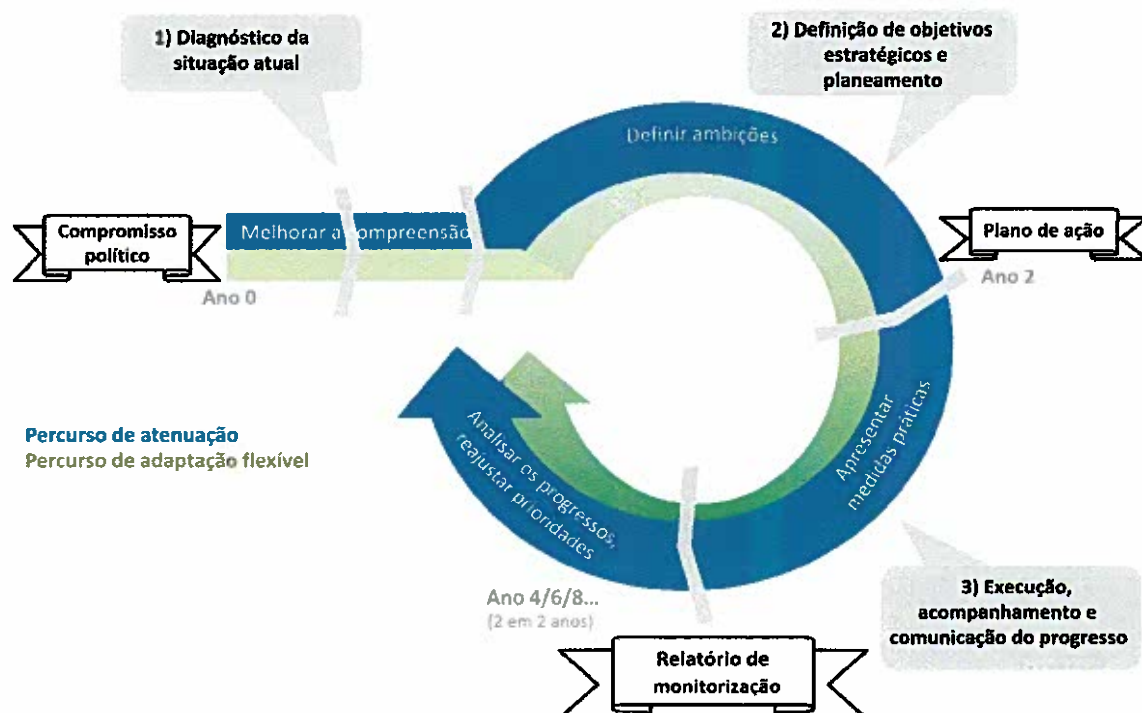 1) Diagnóstico da
situação atual
2) Definição de objetivos
estratégicos e
planeamento
Definir ambições
Compromisso
político
Melhorar a compreensão
Plano de ação
Ano 0
Ano 2
Percurso de atenuação
Percurso de adaptação flexível
Analisar os progressos,
reajustar prioridades
Apresentar
medidas práticas
Ano 4/6/8...
(2 em 2 anos)
3) Execução,
acompanhamento e
comunicação do progresso
Relatório de
monitorização